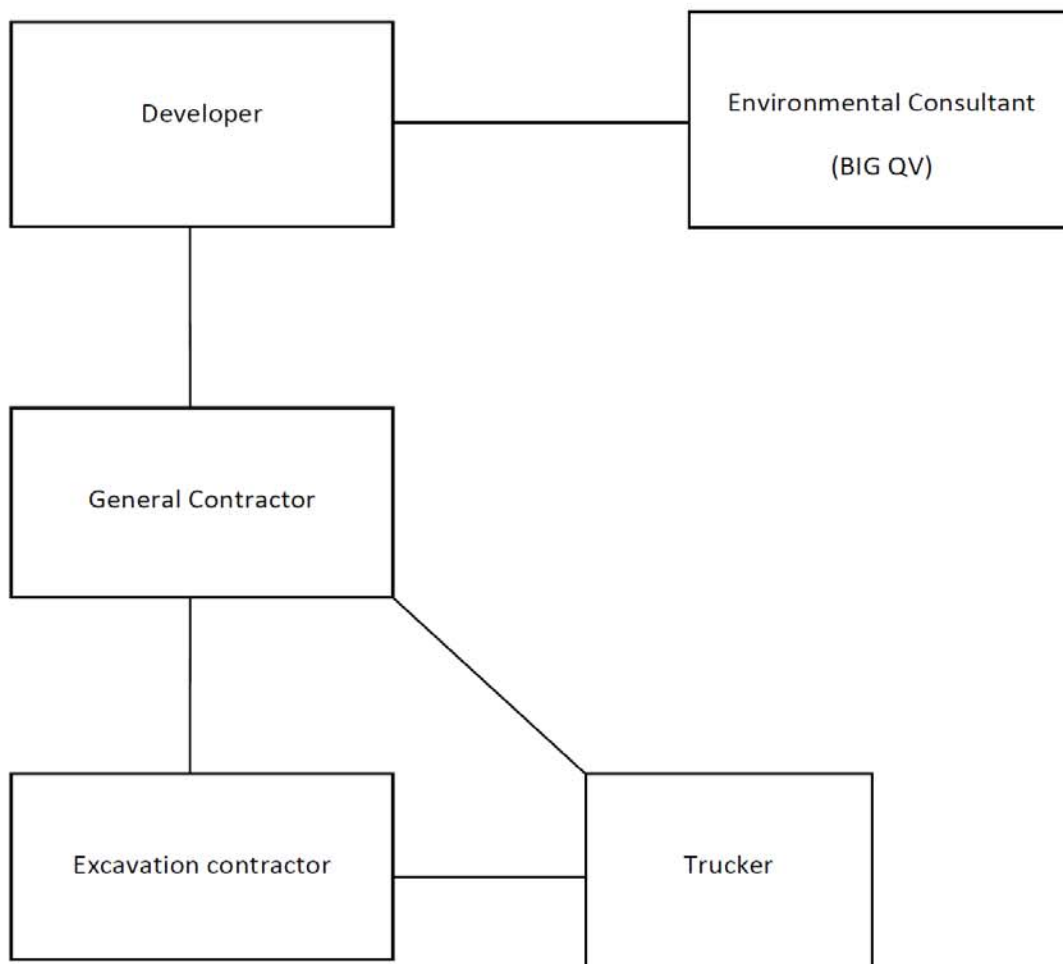 Developer
Environmental Consultant
(BIG QV)
General Contractor
Excavation contractor
Trucker